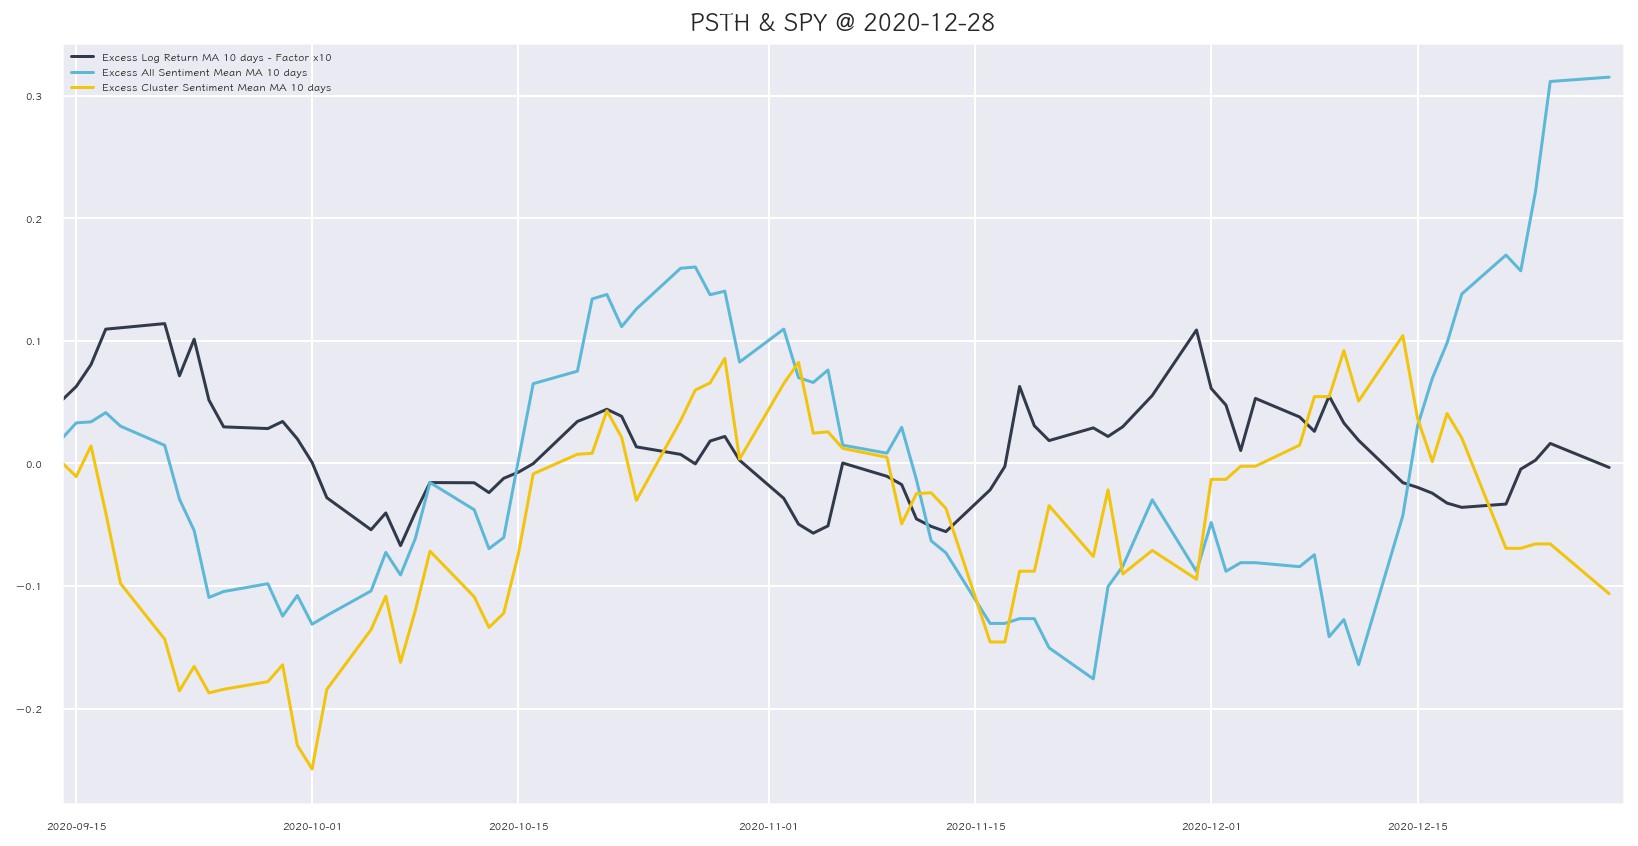 PSTH & SPY @ 2020-12-28
Excess Log Return MA 10 days - Factor x10
Excess All Sentiment Mean MA 10 days
Excess Cluster Sentiment Mean MA 10 days
0.3
0.2
0.1
0.0
−0.1
−0.2
2020-09-15 2020-10-01 2020-10-15 2020-11-01 2020-11-15 2020-12-01 2020-12-15